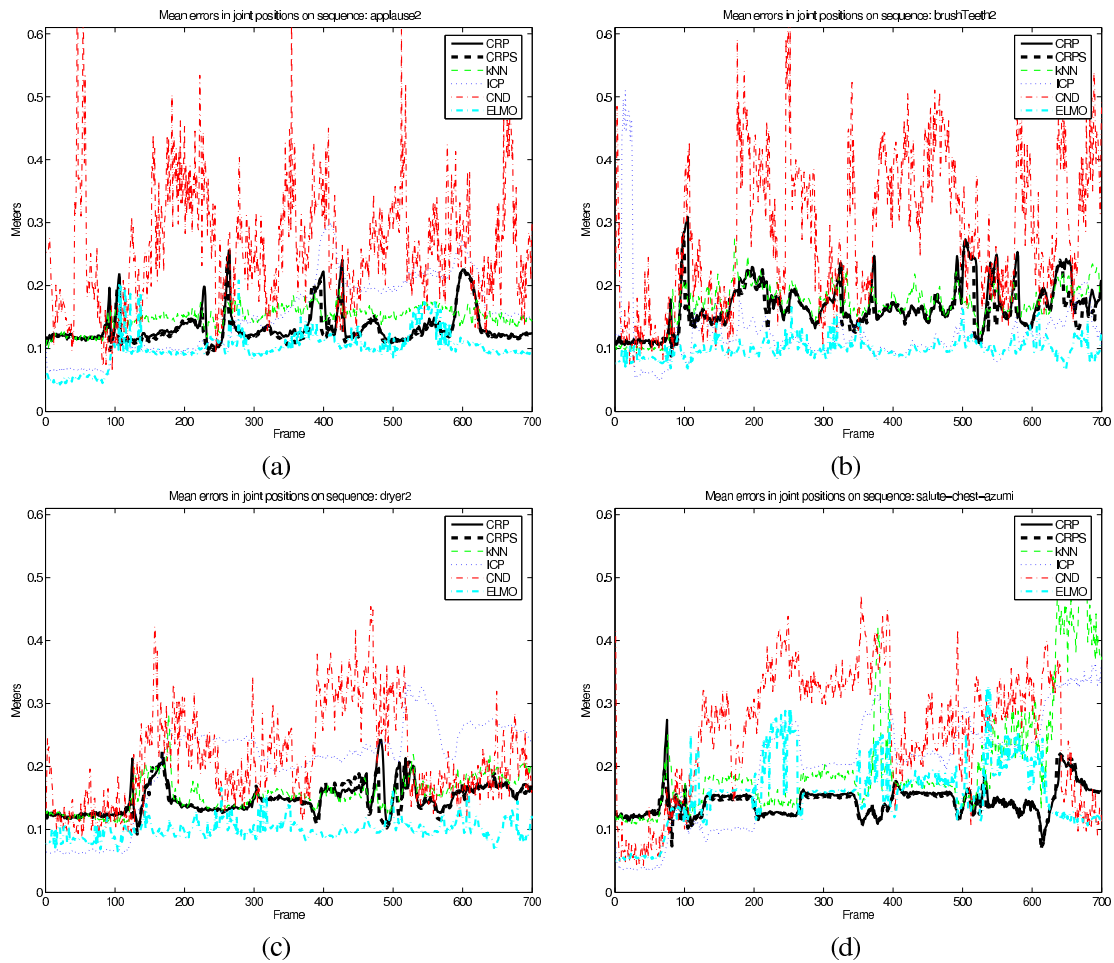 Mean errors in joint positions on sequence: applause2
0.6
0.5
0.4
0.3
0.2
0.1
0
Meters
CRP
CRPS
kNN
ICP
CND
ELMO
0 100 200 300 400 500 600 700
Frame
(a)
Mean errors in joint positions on sequence: brushTeeth2
0.6
0.5
0.4
0.3
0.2
0.1
0
Meters
CRP
CRPS
kNN
ICP
CND
ELMO
0 100 200 300 400 500 600 700
Frame
(b)
Mean errors in joint positions on sequence: dryer2
0.6
0.5
0.4
0.3
0.2
0.1
0
Meters
CRP
CRPS
kNN
ICP
CND
ELMO
0 100 200 300 400 500 600 700
Frame
(c)
Mean errors in joint positions on sequence: salute-chest-azumi
0.6
0.5
0.4
0.3
0.2
0.1
0
Meters
CRP
CRPS
kNN
ICP
CND
ELMO
0 100 200 300 400 500 600 700
Frame
(d)